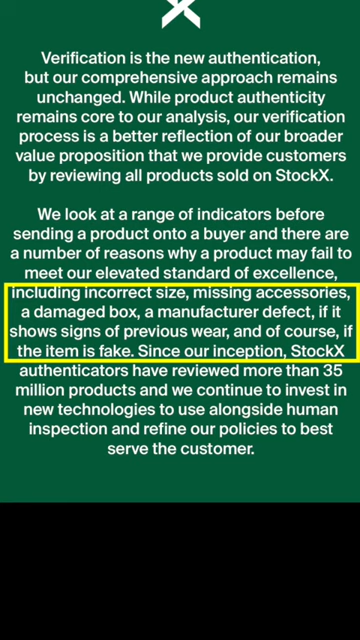 Verification is the new authentication,
but our comprehensive approach remains
unchanged. While product authenticity
remains core to our analysis, our verification
process is a better reflection of our broader
value proposition that we provide customers
by reviewing all products sold on StockX.
We look at a range of indicators before
sending a product onto a buyer and there are
a number of reasons why a product may fail to
meet our elevated standard of excellence,
including incorrect size, missing accessories,
a damaged box, a manufacturer defect, if it
shows signs of previous wear, and of course, if
the item is fake. Since our inception, StockX
authenticators have reviewed more than 35
million products and we continue to invest in
new technologies to use alongside human
inspection and refine our policies to best
serve the customer.